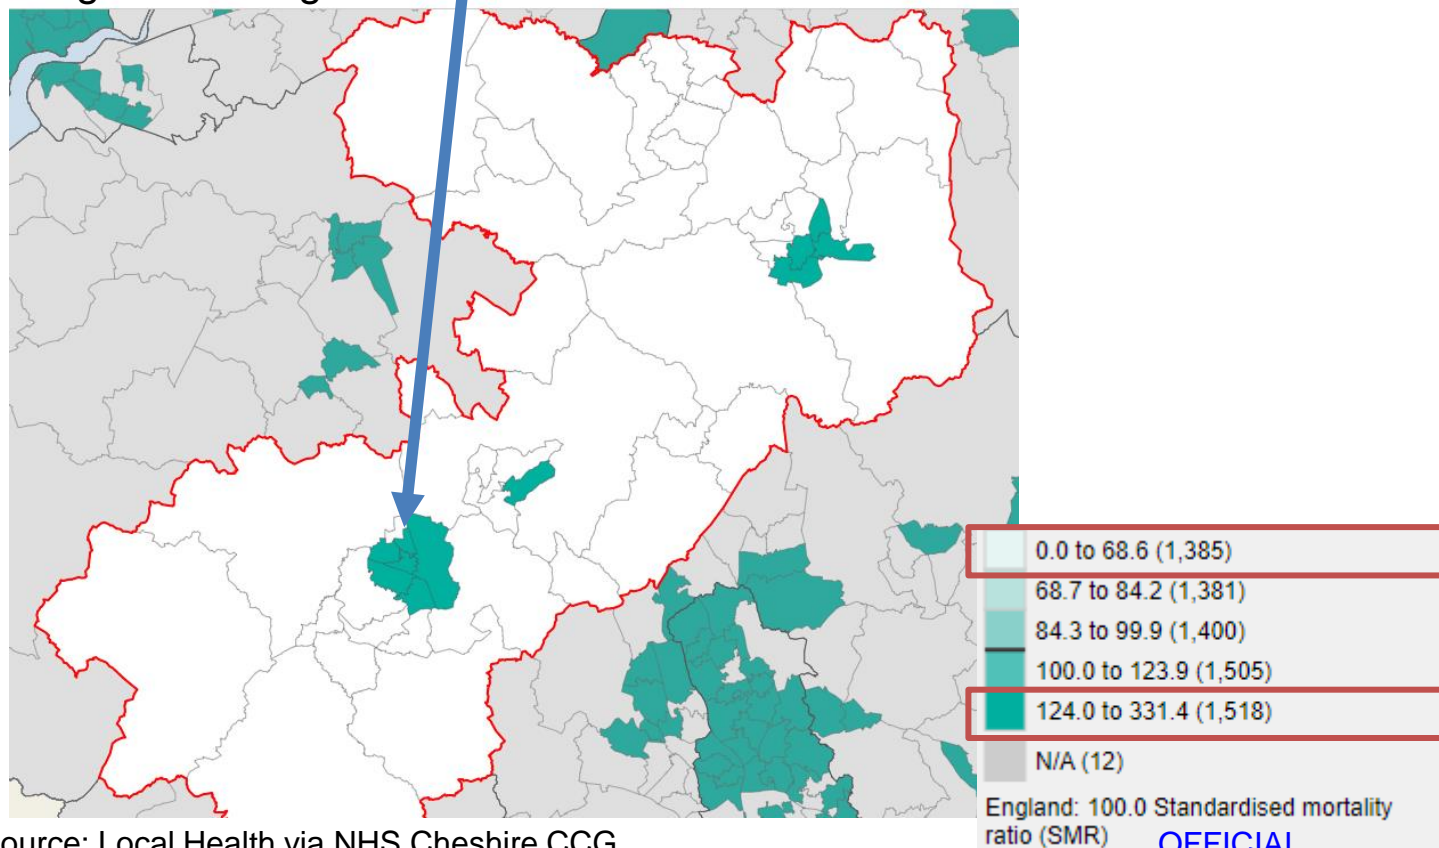 0.0 to 68.6 (1,385)
68.7 to 84.2 (1,381)
84.3 to 99.9 (1,400)
100.0 to 123.9 (1,505)
124.0 to 331.4 (1,518)
N/A (12)
England: 100.0 Standardised mortality
ratio (SMR)
ource: Local Health via NHS Cheshire CCG
OFFICIAL